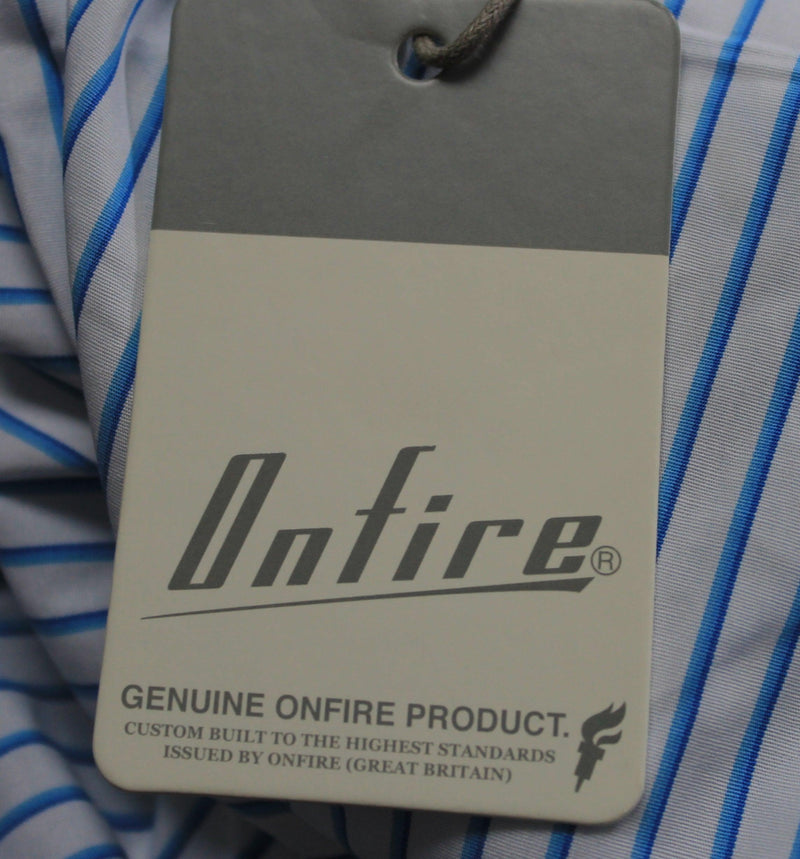 Onfire®
GENUINE ONFIRE PRODUCT.
CUSTOM BUILT TO THE HIGHEST STANDARDS
ISSUED BY ONFIRE (GREAT BRITAIN)